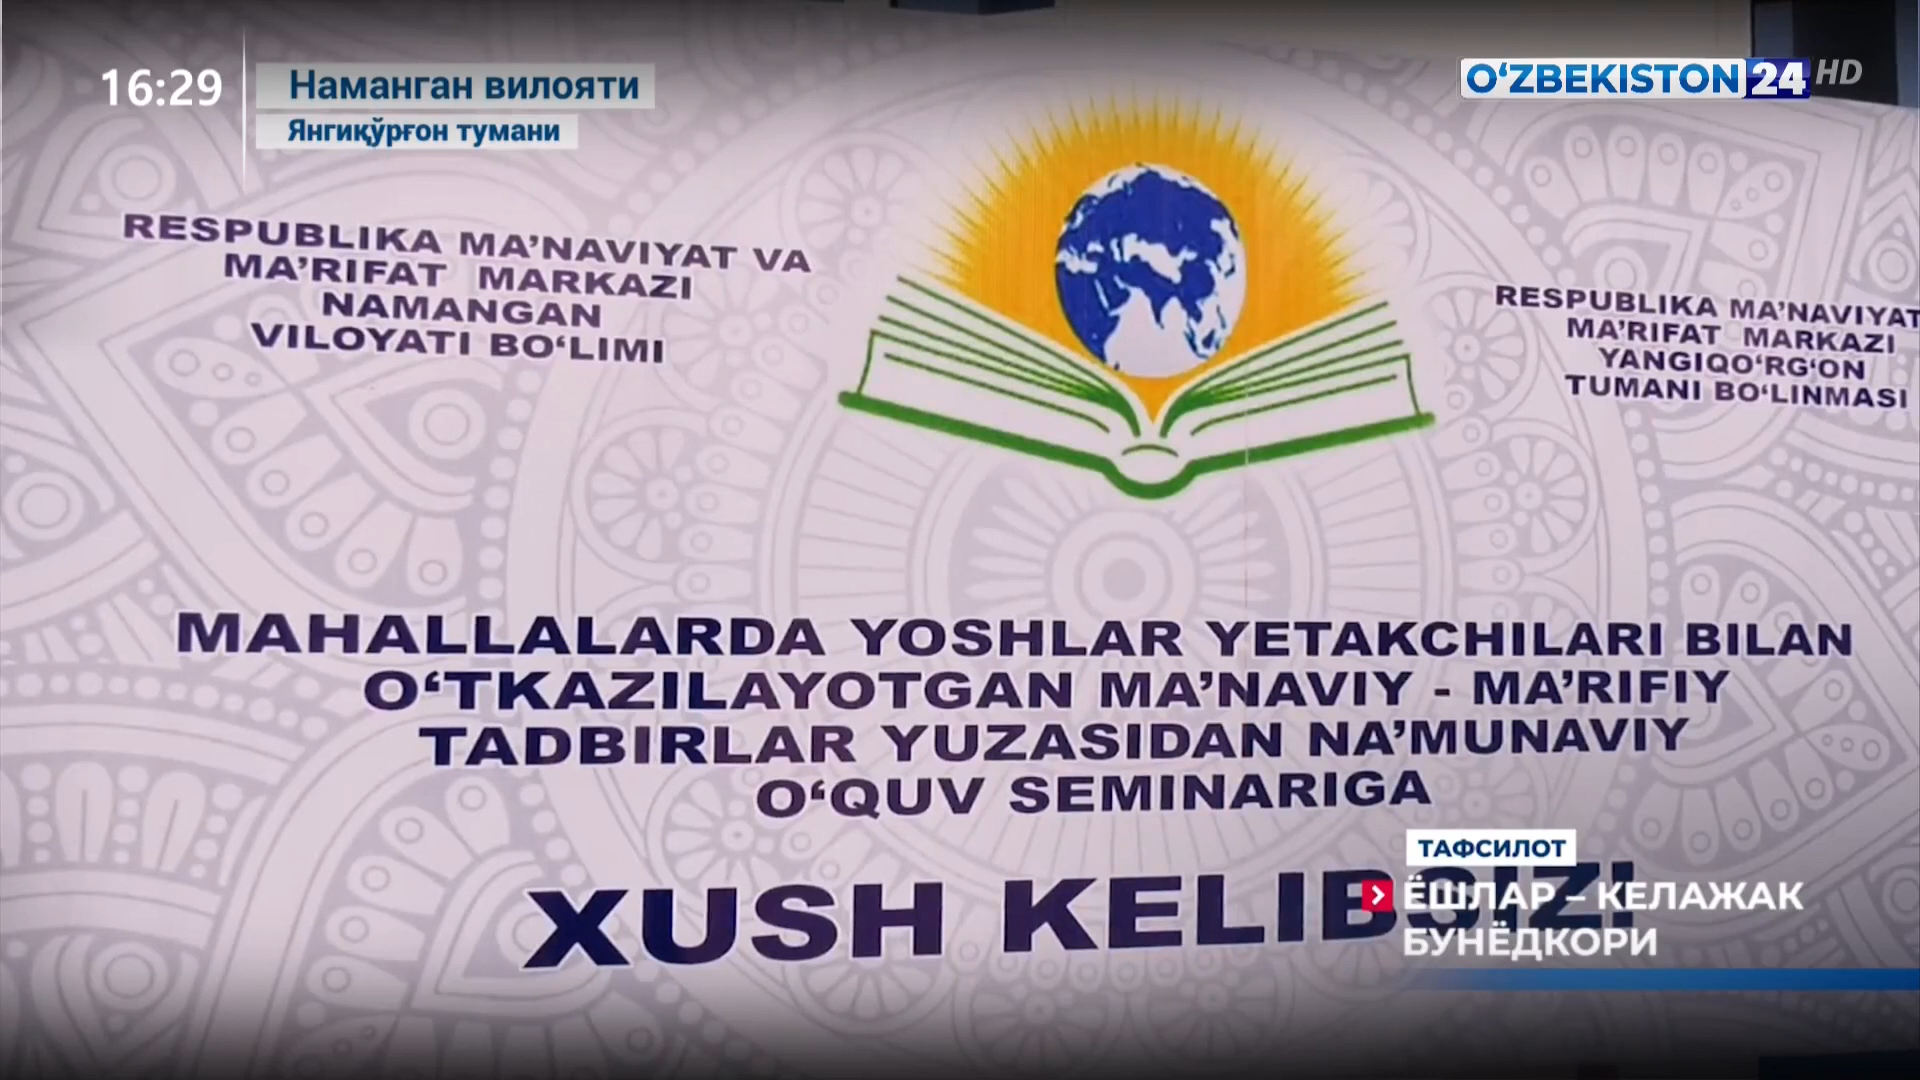 16:29
Наманган вилояти
Янгиқўрғон тумани
O‘ZBEKISTON 24 HD
RESPUBLIKA MA’NAVIYAT VA
MA’RIFAT MARKAZI
NAMANGAN
VILOYATI BO‘LIMI
RESPUBLIKA MA’NAVIYAT
MA’RIFAT MARKAZI
YANGIQO‘RG‘ON
TUMANI BO‘LINMASI
MAHALLALARDA YOSHLAR YETAKCHILARI BILAN
O‘TKAZILAYOTGAN MA’NAVIY - MA’RIFIY
TADBIRLAR YUZASIDAN NA’MUNAVIY
O‘QUV SEMINARIGA
XUSH KELIBSIZ!
ТАФСИЛОТ
ЁШЛАР – КЕЛАЖАК
БУНЁДКОРИ